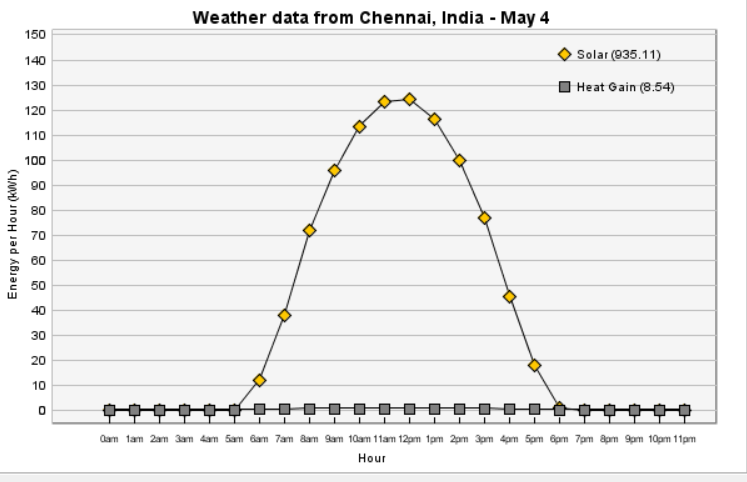 Weather data from Chennai, India - May 4
150
140
130
120
110
100
90
80
70
60
50
40
30
20
10
0
Energy per Hour (kWh)
Solar (935.11)
Heat Gain (8.54)
0am 1am 2am 3am 4am 5am 6am 7am 8am 9am 10am 11am 12pm 1pm 2pm 3pm 4pm 5pm 6pm 7pm 8pm 9pm 10pm 11pm
Hour